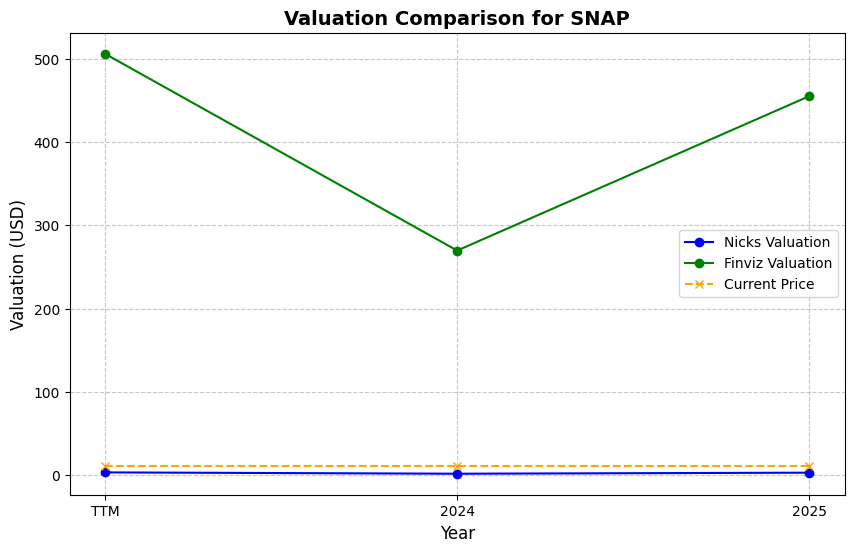 Valuation Comparison for SNAP
Valuation (USD)
500
400
300
200
100
0
Nicks Valuation
Finviz Valuation
Current Price
TTM
2024
2025
Year